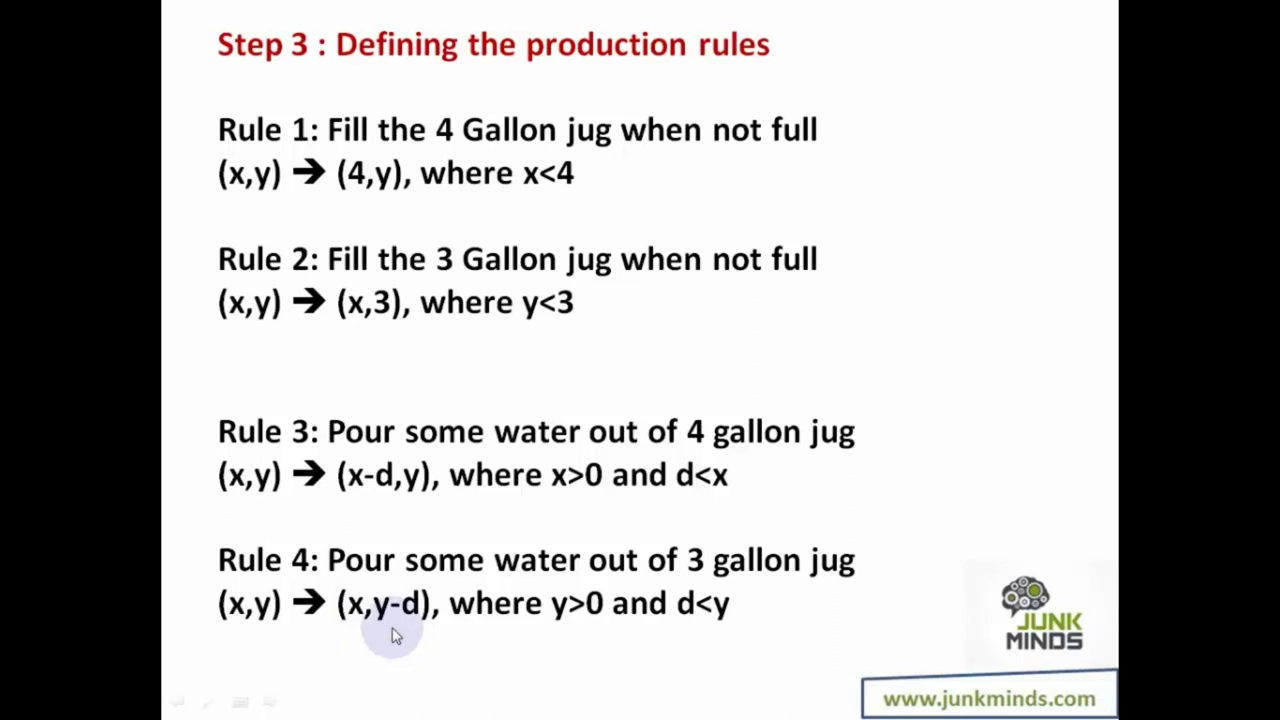 Step 3 : Defining the production rules
Rule 1: Fill the 4 Gallon jug when not full
(x,y) ➔ (4,y), where x<4
Rule 2: Fill the 3 Gallon jug when not full
(x,y) ➔ (x,3), where y<3
Rule 3: Pour some water out of 4 gallon jug
(x,y) ➔ (x-d,y), where x>0 and d<x
Rule 4: Pour some water out of 3 gallon jug
(x,y) ➔ (x,y-d), where y>0 and d<y
JUNK
MINDS
www.junkminds.com